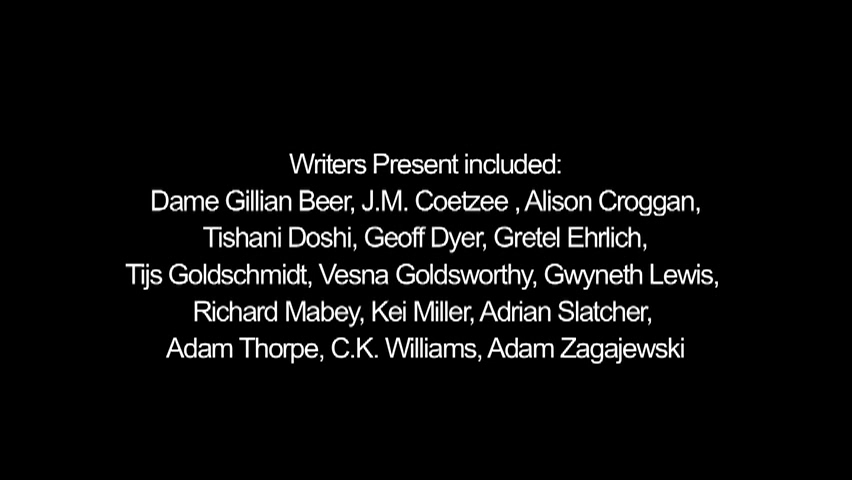 Writers Present included:
Dame Gillian Beer, J.M. Coetzee , Alison Croggan,
Tishani Doshi, Geoff Dyer, Gretel Ehrlich,
Tijs Goldschmidt, Vesna Goldsworthy, Gwyneth Lewis,
Richard Mabey, Kei Miller, Adrian Slatcher,
Adam Thorpe, C.K. Williams, Adam Zagajewski